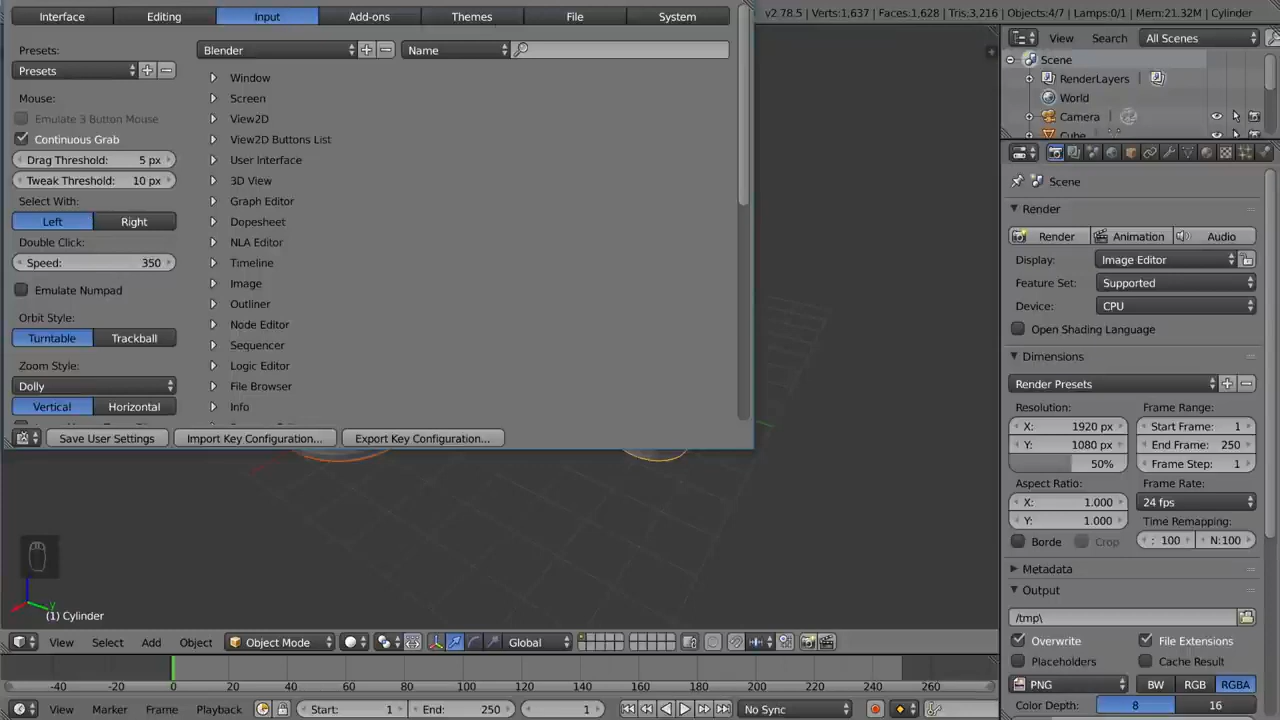 Interface Editing Input Add-ons Themes File System
v2.78.5 | Verts:1,637 | Faces:1,628 | Tris:3,216 | Objects:4/7 | Lamps:0/1 | Mem:21.32M | Cylinder
Presets:
Presets
Mouse:
Emulate 3 Button Mouse
Continuous Grab
Drag Threshold: 5 px
Tweak Threshold: 10 px
Select With:
Left Right
Double Click:
Speed: 350
Emulate Numpad
Orbit Style:
Turntable Trackball
Zoom Style:
Dolly
Vertical Horizontal
Blender Name
Window
Screen
View2D
View2D Buttons List
User Interface
3D View
Graph Editor
Dopesheet
NLA Editor
Timeline
Image
Outliner
Node Editor
Sequencer
Logic Editor
File Browser
Info
Save User Settings Import Key Configuration... Export Key Configuration...
(1) Cylinder
View Select Add Object Object Mode Global
-40 -20 0 20 40 60 80 100 120 140 160 180 200 220 240 260
View Marker Frame Playback Start: 1 End: 250 1 No Sync
View Search All Scenes
Scene
RenderLayers
World
Camera
Cube
Scene
Render
Render Animation Audio
Display: Image Editor
Feature Set: Supported
Device: CPU
Open Shading Language
Dimensions
Render Presets
Resolution: Frame Range:
X: 1920 px Start Frame: 1
Y: 1080 px End Frame: 250
50% Frame Step: 1
Aspect Ratio: Frame Rate:
X: 1.000 24 fps
Y: 1.000 Time Remapping:
Borde Crop : 100 N:100
Metadata
Output
/tmp\
Overwrite File Extensions
Placeholders Cache Result
PNG BW RGB RGBA
Color Depth: 8 16